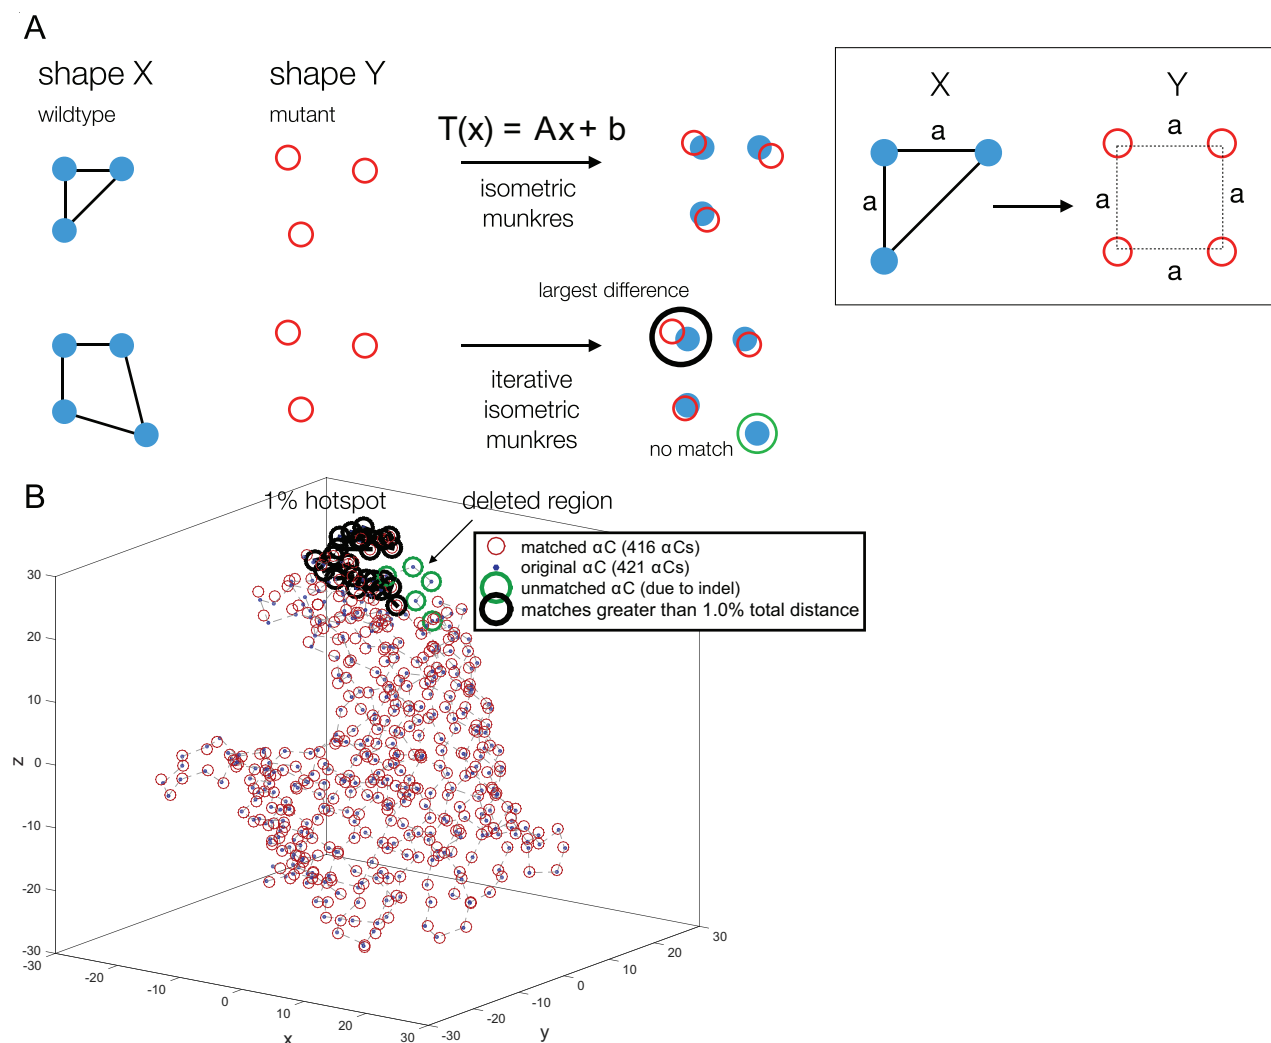 A
shape X
shape Y
wildtype
mutant
T(x) = Ax + b
isometric
munkres
X
Y
a
a
a
a
a
a
largest difference
iterative
isometric
munkres
no match
B
1% hotspot
deleted region
matched αC (416 αCs)
original αC (421 αCs)
unmatched αC (due to indel)
matches greater than 1.0% total distance
30
20
10
0
-10
-20
-30
z
-30
-20
-10
0
10
20
30
x
-30
-20
-10
0
10
20
30
y